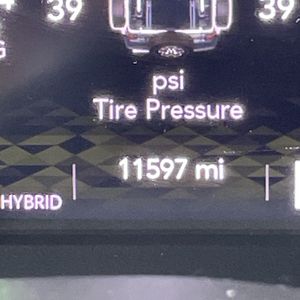 39 39
psi
Tire Pressure
11597 mi
HYBRID